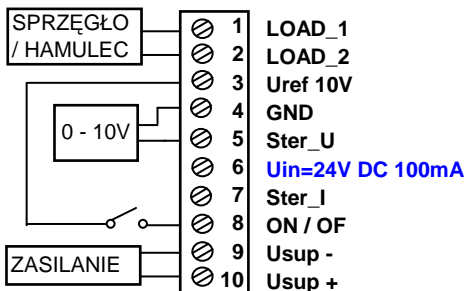 SPRZĘGŁO
/ HAMULEC
0 - 10V
ZASILANIE
1 LOAD_1
2 LOAD_2
3 Uref 10V
4 GND
5 Ster_U
6 Uin=24V DC 100mA
7 Ster_I
8 ON / OF
9 Usup -
10 Usup +